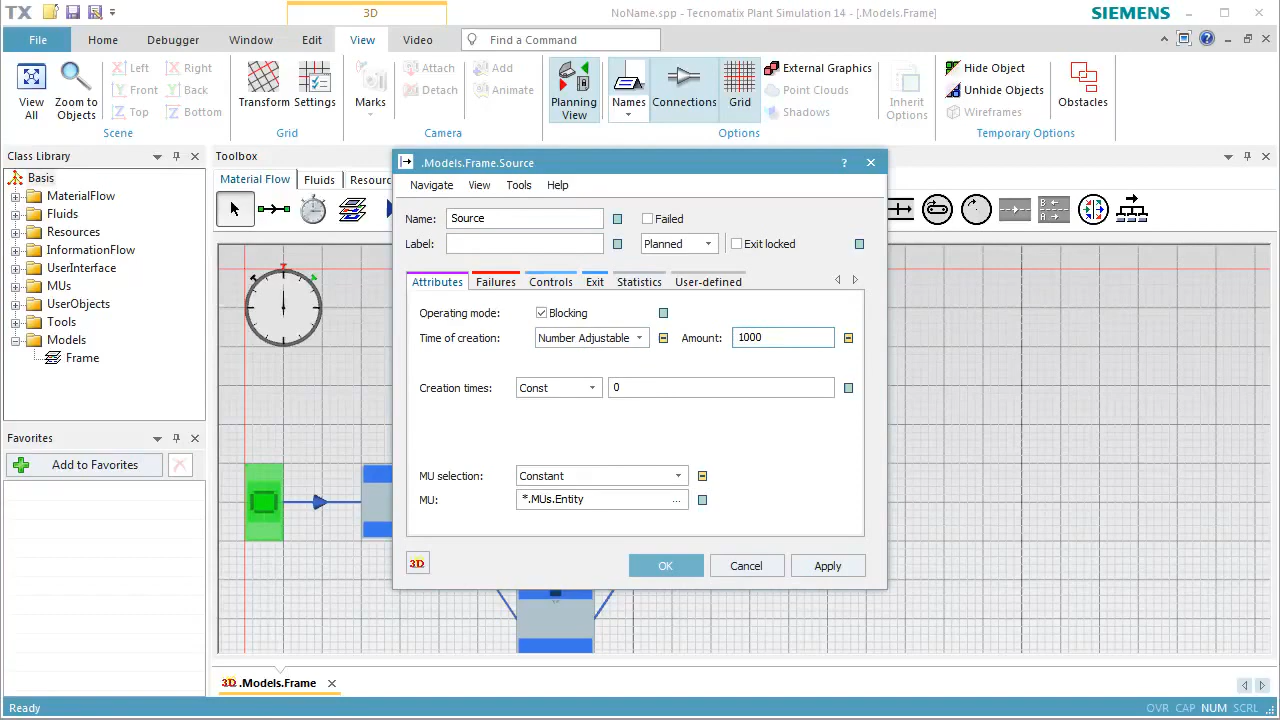 TX
3D
NoName.spp - Tecnomatix Plant Simulation 14 - [.Models.Frame]
SIEMENS
File
Home
Debugger
Window
Edit
View
Video
Find a Command
View All
Zoom to Objects
Left
Front
Top
Right
Back
Bottom
Scene
Transform
Settings
Grid
Marks
Attach
Detach
Add
Animate
Camera
Planning View
Names
Connections
Grid
External Graphics
Point Clouds
Shadows
Inherit Options
Options
Hide Object
Unhide Objects
Wireframes
Obstacles
Temporary Options
Class Library
Basis
MaterialFlow
Fluids
Resources
InformationFlow
UserInterface
MUs
UserObjects
Tools
Models
Frame
Favorites
Add to Favorites
Toolbox
Material Flow
Fluids
Resourc
.Models.Frame.Source
?
Navigate
View
Tools
Help
Name:
Source
Failed
Label:
Planned
Exit locked
Attributes
Failures
Controls
Exit
Statistics
User-defined
Operating mode:
Blocking
Time of creation:
Number Adjustable
Amount:
1000
Creation times:
Const
0
MU selection:
Constant
MU:
*.MUs.Entity
...
3D
OK
Cancel
Apply
3D .Models.Frame
Ready
OVR CAP NUM SCRL